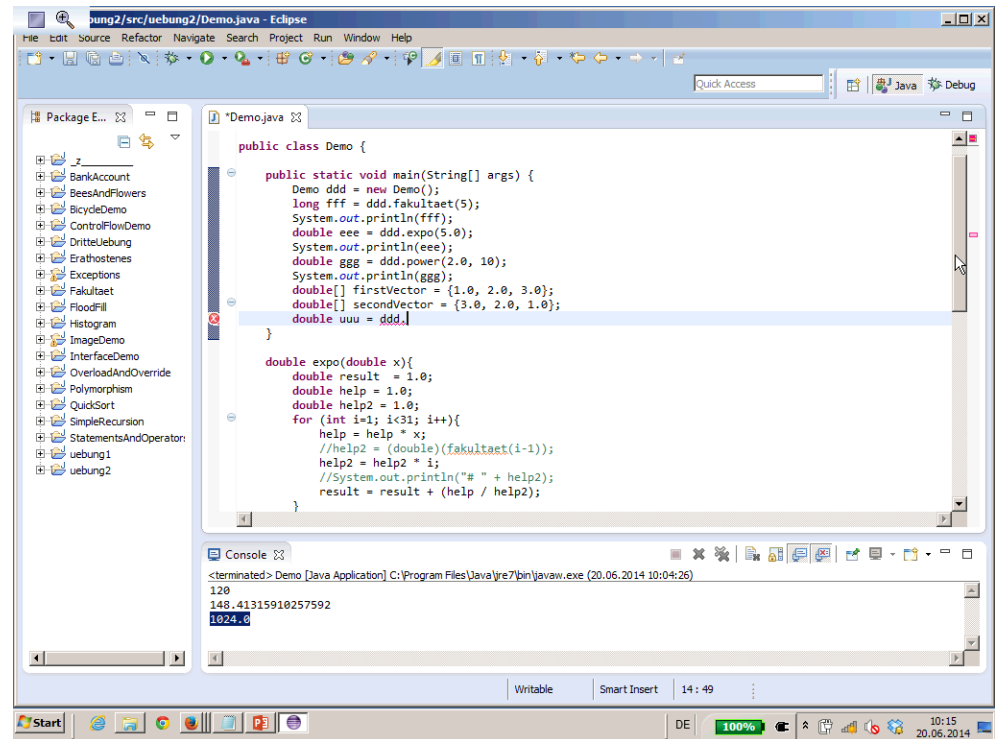 bung2/src/uebung2/Demo.java - Eclipse
File Edit Source Refactor Navigate Search Project Run Window Help
Quick Access
Java
Debug
Package E...
_z________
BankAccount
BeesAndFlowers
BicycleDemo
ControlFlowDemo
DritteUebung
Erathostenes
Exceptions
Fakultaet
FloodFill
Histogram
ImageDemo
InterfaceDemo
OverloadAndOverride
Polymorphism
QuickSort
SimpleRecursion
StatementsAndOperators
uebung1
uebung2
*Demo.java
public class Demo {
public static void main(String[] args) {
Demo ddd = new Demo();
long fff = ddd.fakultaet(5);
System.out.println(fff);
double eee = ddd.expo(5.0);
System.out.println(eee);
double ggg = ddd.power(2.0, 10);
System.out.println(ggg);
double[] firstVector = {1.0, 2.0, 3.0};
double[] secondVector = {3.0, 2.0, 1.0};
double uuu = ddd.
}
double expo(double x){
double result  = 1.0;
double help = 1.0;
double help2 = 1.0;
for (int i=1; i<31; i++){
help = help * x;
//help2 = (double)(fakultaet(i-1));
help2 = help2 * i;
//System.out.println("# " + help2);
result = result + (help / help2);
}
Console
<terminated> Demo [Java Application] C:\Program Files\Java\jre7\bin\javaw.exe (20.06.2014 10:04:26)
120
148.41315910257592
1024.0
Writable
Smart Insert
14 : 49
Start
DE
100%
10:15
20.06.2014